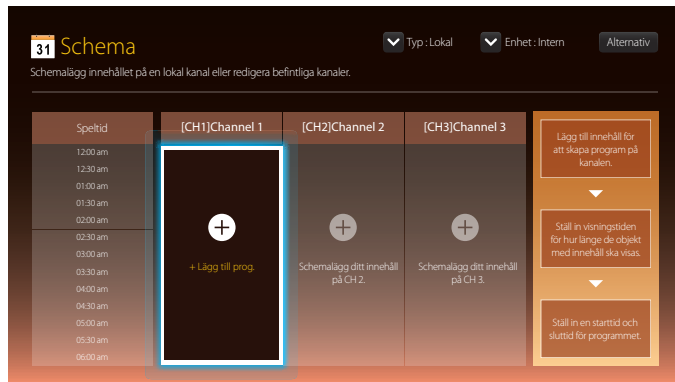 31 Schema
Typ : Lokal
Enhet : Intern
Alternativ
Schemalägg innehållet på en lokal kanal eller redigera befintliga kanaler.
Speltid
[CH1]Channel 1
[CH2]Channel 2
[CH3]Channel 3
12:00 am
12:30 am
01:00 am
01:30 am
02:00 am
02:30 am
03:00 am
03:30 am
04:00 am
04:30 am
05:00 am
05:30 am
06:00 am
+ Lägg till prog.
Schemalägg ditt innehåll
på CH 2.
Schemalägg ditt innehåll
på CH 3.
Lägg till innehåll för
att skapa program på
kanalen.
Ställ in visningstiden
för hur länge de objekt
med innehåll ska visas.
Ställ in en starttid och
sluttid för programmet.